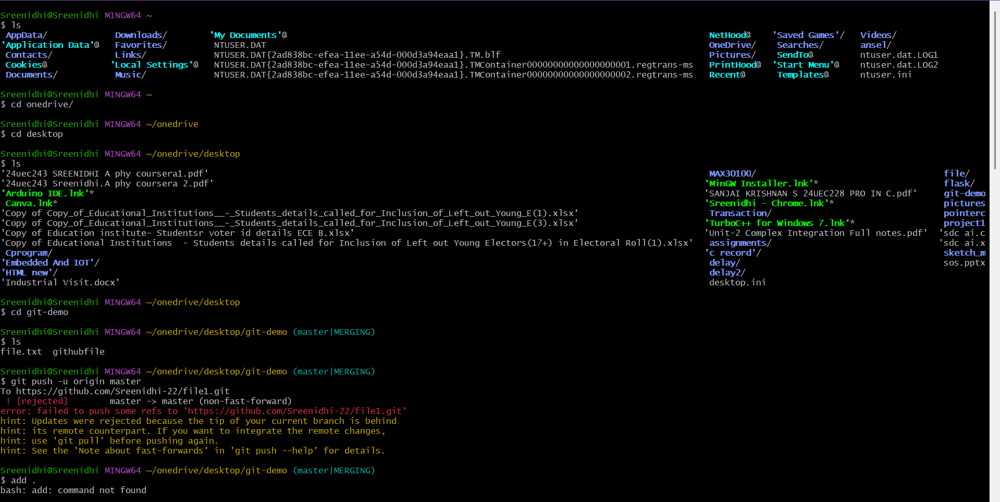 Sreenidhi@Sreenidhi MINGW64 ~
$ ls
 AppData/             Downloads/        'My Documents'@                                                                                 NetHood@    'Saved Games'/   Videos/
'Application Data'@   Favorites/         NTUSER.DAT                                                                                     OneDrive/    Searches/       ansel/
 Contacts/            Links/             NTUSER.DAT{2ad838bc-efea-11ee-a54d-000d3a94eaa1}.TM.blf                                        Pictures/    SendTo@         ntuser.dat.LOG1
 Cookies@            'Local Settings'@   NTUSER.DAT{2ad838bc-efea-11ee-a54d-000d3a94eaa1}.TMContainer00000000000000000001.regtrans-ms   PrintHood@  'Start Menu'@    ntuser.dat.LOG2
 Documents/           Music/             NTUSER.DAT{2ad838bc-efea-11ee-a54d-000d3a94eaa1}.TMContainer00000000000000000002.regtrans-ms   Recent@      Templates@      ntuser.ini
Sreenidhi@Sreenidhi MINGW64 ~
$ cd onedrive/
Sreenidhi@Sreenidhi MINGW64 ~/onedrive
$ cd desktop
Sreenidhi@Sreenidhi MINGW64 ~/onedrive/desktop
$ ls
'24uec243 SREENIDHI A phy coursera1.pdf'   MAX30100/   file/
'24uec243 Sreenidhi.A phy coursera 2.pdf'   'MinGW Installer.lnk'*   flask/
'Arduino IDE.lnk'*   'SANJAI KRISHNAN S 24UEC228 PRO IN C.pdf'   git-demo
 Canva.lnk*   'Sreenidhi - Chrome.lnk'*   pictures
'Copy of Copy_of_Educational_Institutions__-_Students_details_called_for_Inclusion_of_Left_out_Young_E(1).xlsx'   Transaction/   pointerc
'Copy of Copy_of_Educational_Institutions__-_Students_details_called_for_Inclusion_of_Left_out_Young_E(3).xlsx'   'TurboC++ for Windows 7.lnk'*   project1
'Copy of Education institute- Studentsr voter id details ECE B.xlsx'   'Unit-2 Complex Integration Full notes.pdf'   'sdc ai.c
'Copy of Educational Institutions  - Students details called for Inclusion of Left out Young Electors(17+) in Electoral Roll(1).xlsx'   assignments/   'sdc ai.x
 Cprogram/   'c record'/   sketch_m
'Embedded And IOT'/   delay/   sos.pptx
'HTML new'/   delay2/
'Industrial Visit.docx'   desktop.ini
Sreenidhi@Sreenidhi MINGW64 ~/onedrive/desktop
$ cd git-demo
Sreenidhi@Sreenidhi MINGW64 ~/onedrive/desktop/git-demo (master|MERGING)
$ ls
file.txt  githubfile
Sreenidhi@Sreenidhi MINGW64 ~/onedrive/desktop/git-demo (master|MERGING)
$ git push -u origin master
To https://github.com/Sreenidhi-22/file1.git
 ! [rejected]        master -> master (non-fast-forward)
error: failed to push some refs to 'https://github.com/Sreenidhi-22/file1.git'
hint: Updates were rejected because the tip of your current branch is behind
hint: its remote counterpart. If you want to integrate the remote changes,
hint: use 'git pull' before pushing again.
hint: See the 'Note about fast-forwards' in 'git push --help' for details.
Sreenidhi@Sreenidhi MINGW64 ~/onedrive/desktop/git-demo (master|MERGING)
$ add .
bash: add: command not found